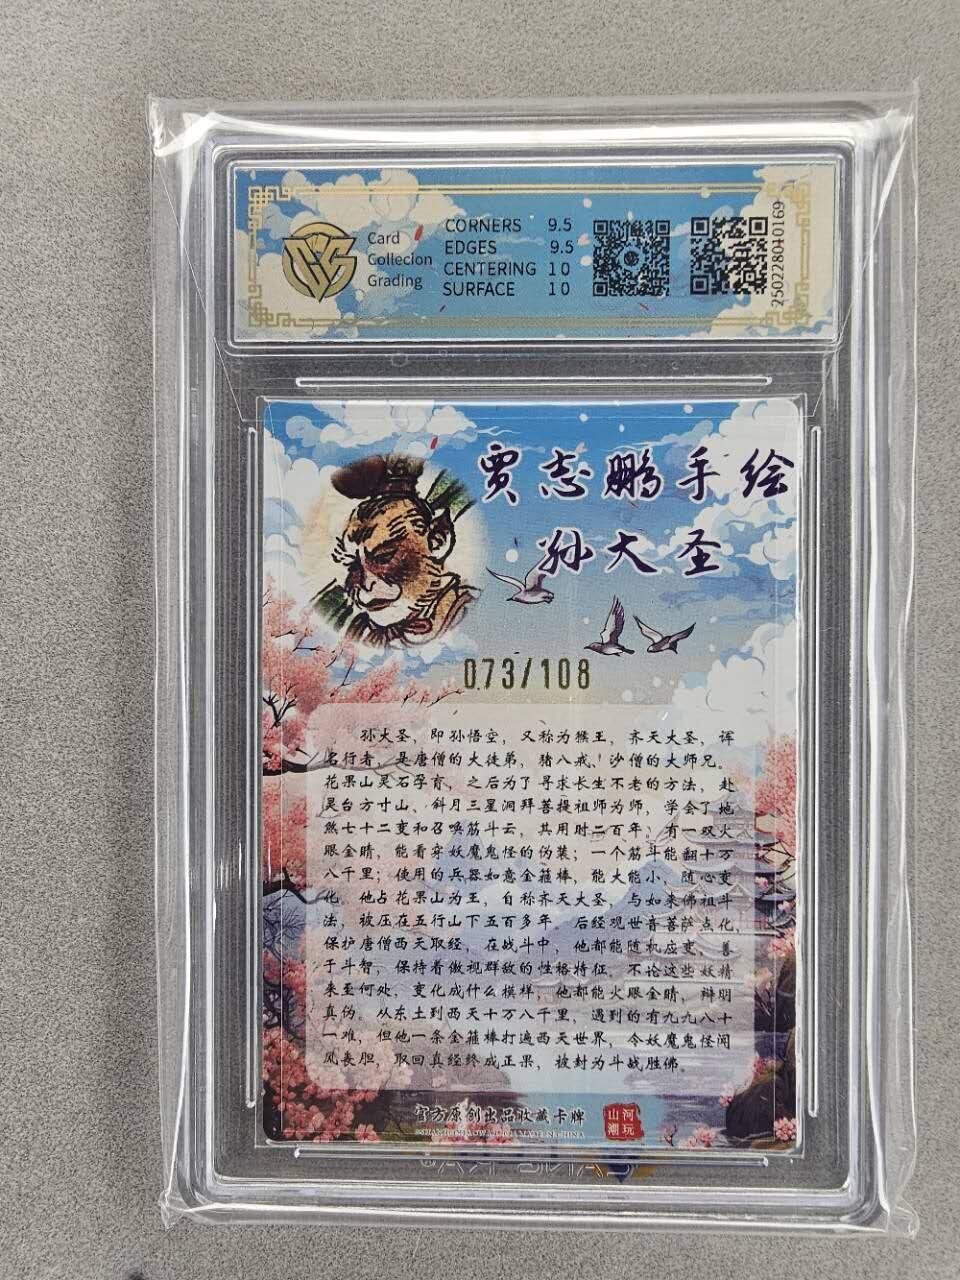 Card
Collecion
Grading
CORNERS 9.5
EDGES 9.5
CENTERING 10
SURFACE 10
250228010169
贾志鹏手绘
孙大圣
073/108
孙大圣，即孙悟空，又称为猴王，齐天大圣，诨
名行者，是唐僧的大徒弟，猪八戒、沙僧的大师兄。
花果山灵石孕育，之后为了寻求长生不老的方法，赴
灵台方寸山、斜月三星洞拜菩提祖师为师，学会了地
煞七十二变和召唤筋斗云，其用时二百年。有一双火
眼金睛，能看穿妖魔鬼怪的伪装；一个筋斗能翻十万
八千里；使用的兵器如意金箍棒，能大能小，随心变
化。他占花果山为王，自称齐天大圣，与如来佛祖斗
法，被压在五行山下五百多年。后经观世音菩萨点化，
保护唐僧西天取经，在战斗中，他都能随机应变，善
于斗智，保持着傲视群敌的性格特征，不论这些妖精
来至何处，变化成什么模样，他都能火眼金睛，辩明
真伪。从东土到西天十万八千里，遇到的有九九八十
一难，但他一条金箍棒打遍西天世界，令妖魔鬼怪闻
风丧胆，取回真经终成正果，被封为斗战胜佛。
官方原创出品收藏卡牌
山河
潮玩